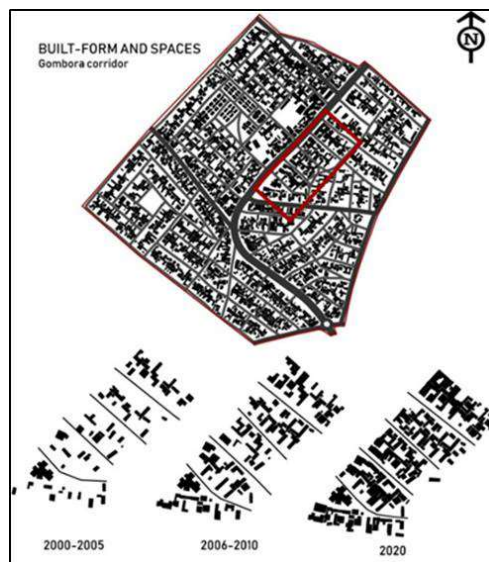 BUILT-FORM AND SPACES
Gombora corridor
N
2000-2005
2006-2010
2020